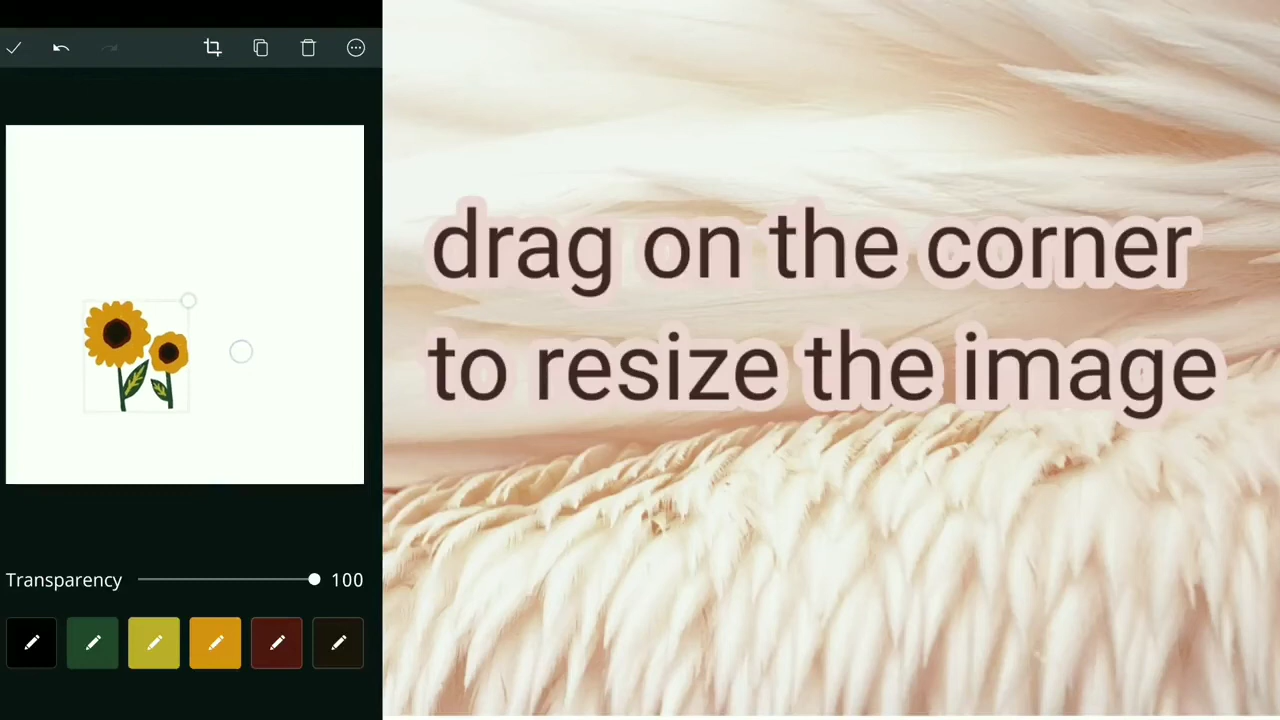 drag on the corner
to resize the image
Transparency 100